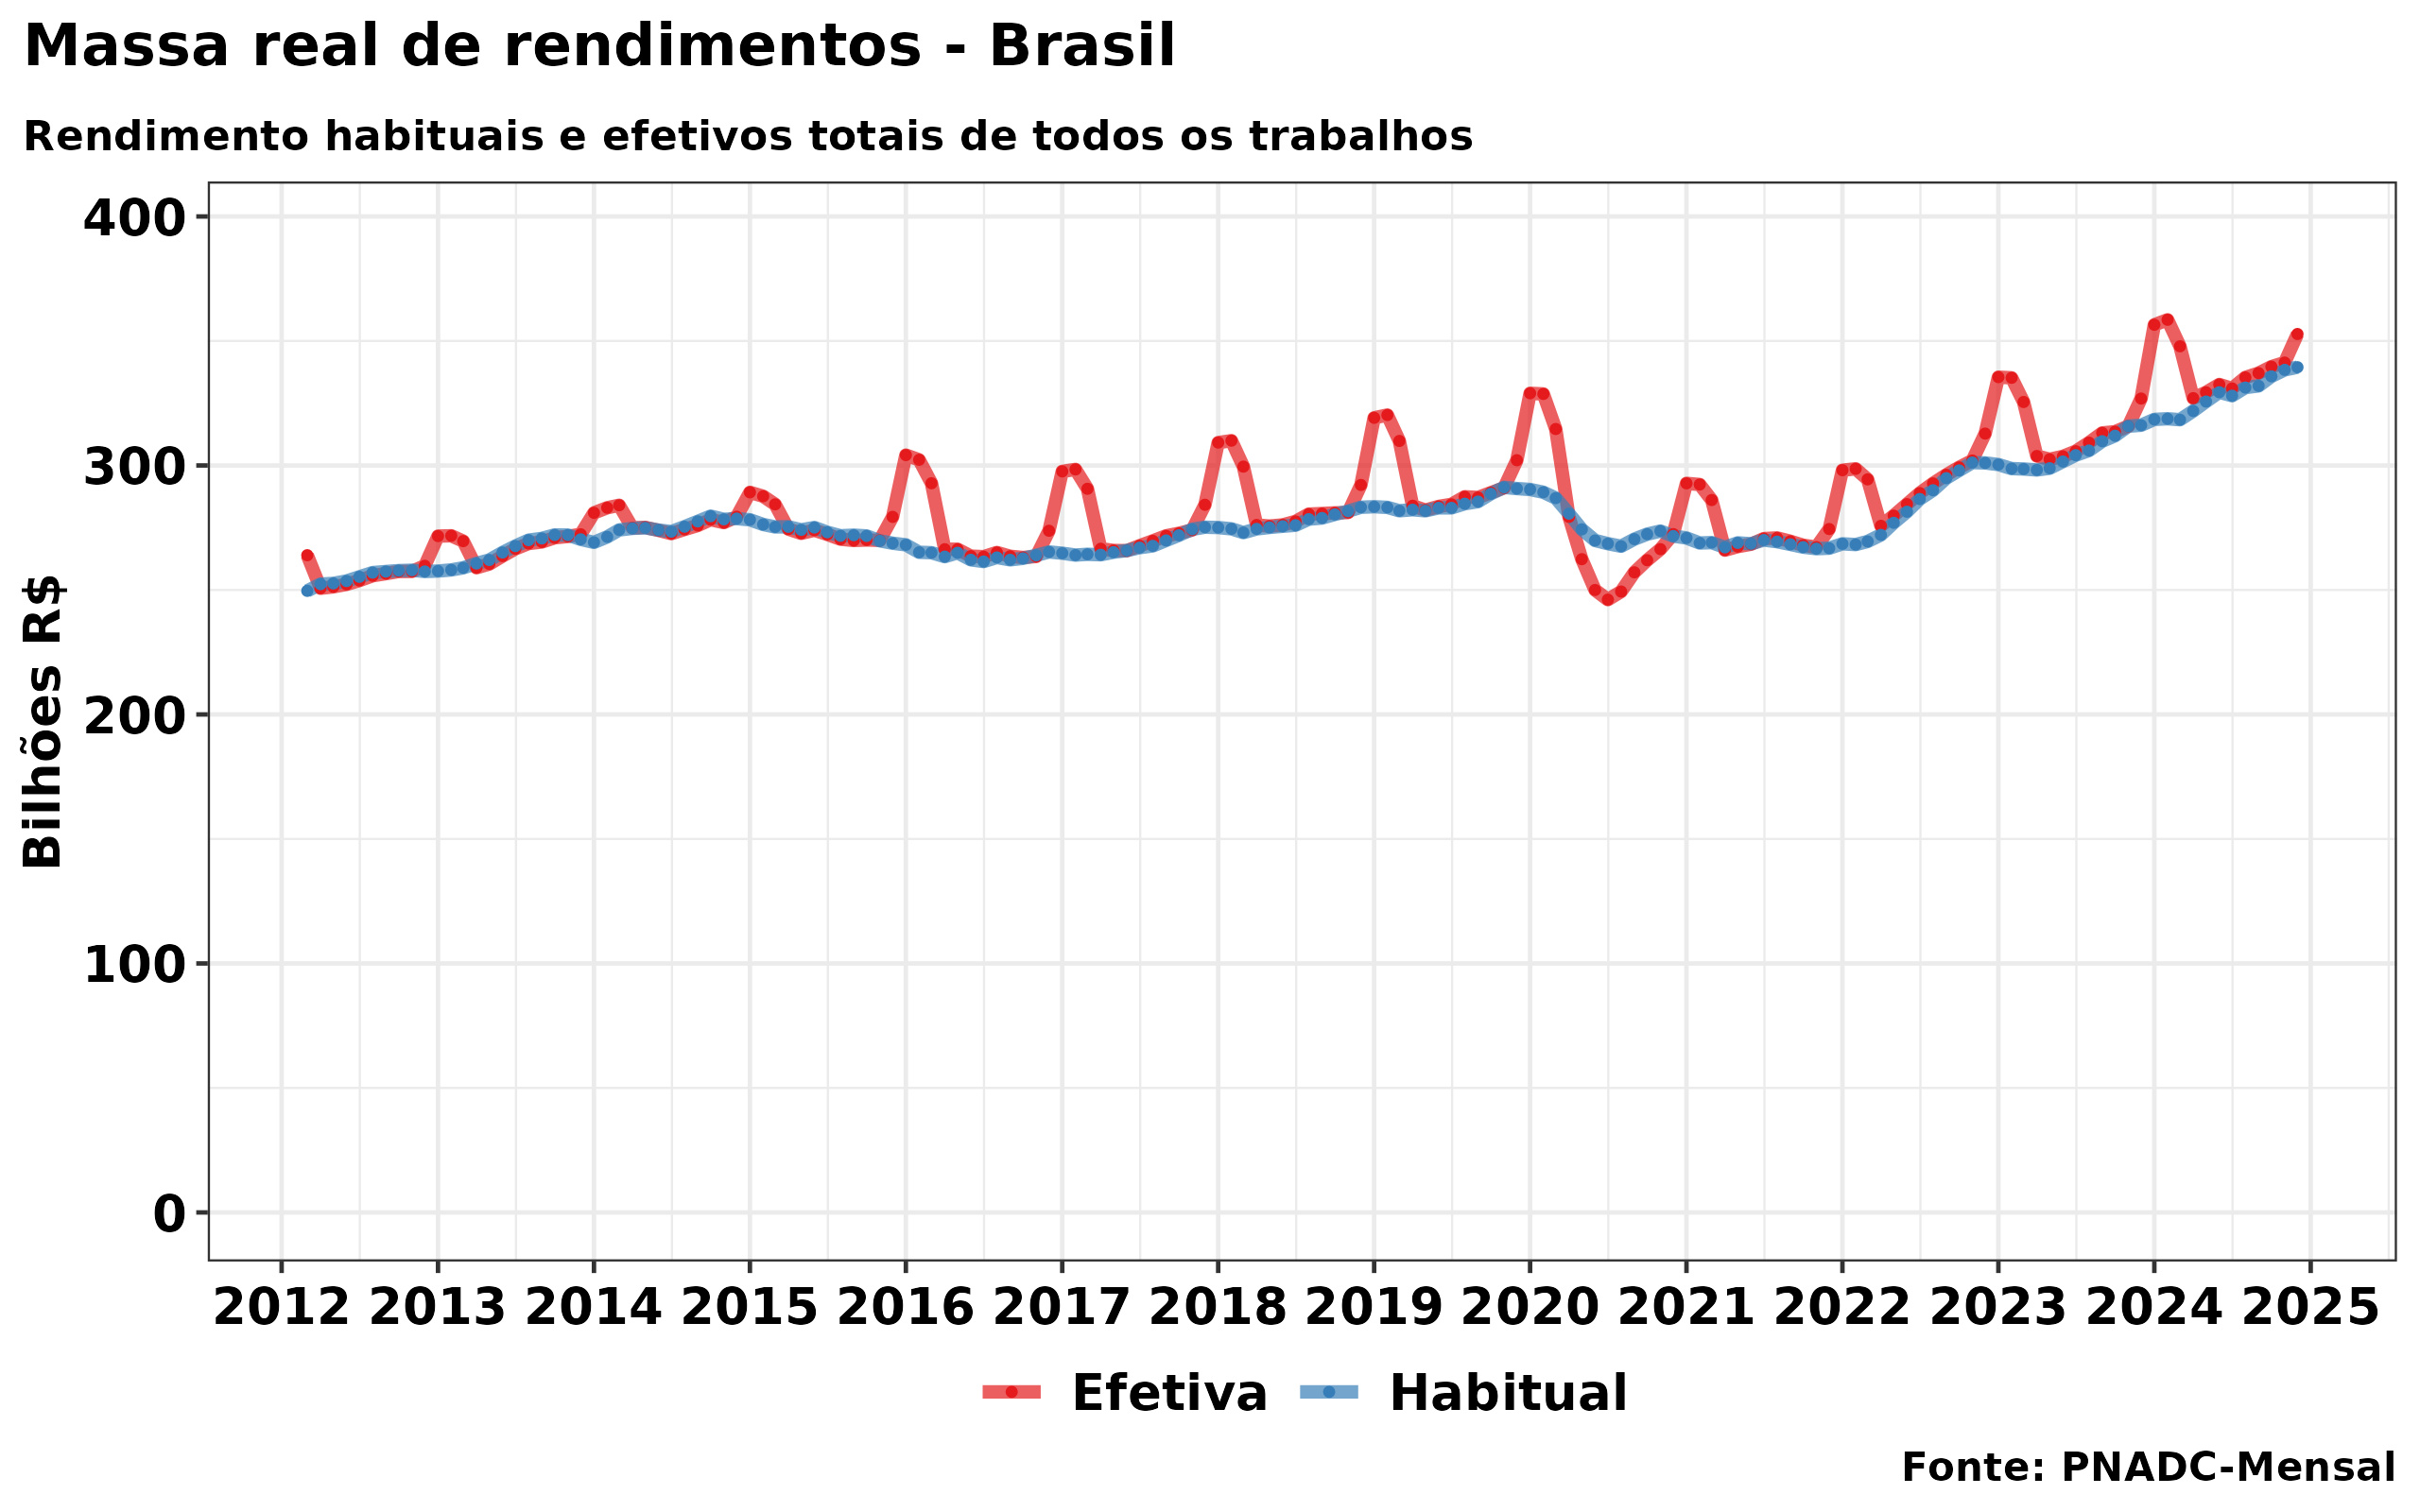 Massa real de rendimentos - Brasil
Rendimento habituais e efetivos totais de todos os trabalhos
Bilhões R$
400
300
200
100
0
2012 2013 2014 2015 2016 2017 2018 2019 2020 2021 2022 2023 2024 2025
Efetiva Habitual
Fonte: PNADC-Mensal